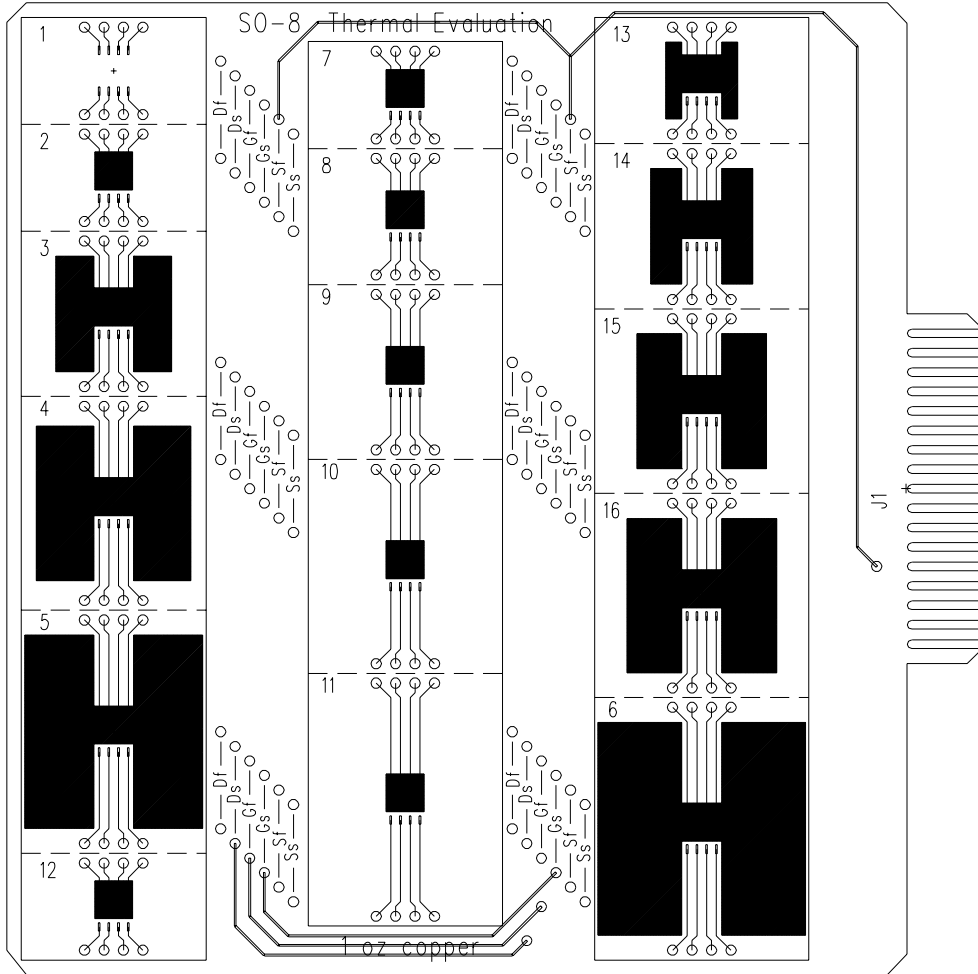 SO-8 Thermal Evaluation
1
2
3
4
5
12
7
8
9
10
11
13
14
15
16
6
Df
Ds
Gf
Gs
Sf
Ss
Df
Ds
Gf
Gs
Sf
Ss
Df
Ds
Gf
Gs
Sf
Ss
Df
Ds
Gf
Gs
Sf
Ss
Df
Ds
Gf
Gs
Sf
Ss
Df
Ds
Gf
Gs
Sf
Ss
J1
1 oz copper